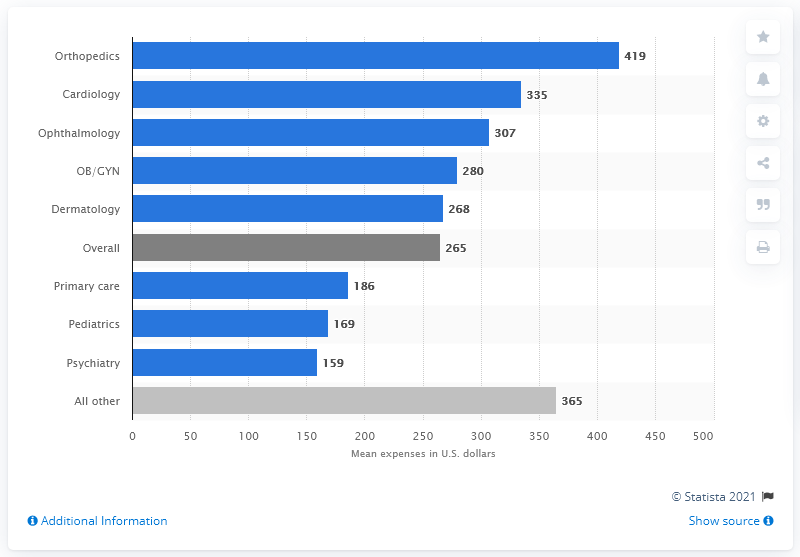 Orthopedics 419
Cardiology 335
Ophthalmology 307
OB/GYN 280
Dermatology 268
Overall 265
Primary care 186
Pediatrics 169
Psychiatry 159
All other 365
0 50 100 150 200 250 300 350 400 450 500
Mean expenses in U.S. dollars
© Statista 2021
Additional Information Show source